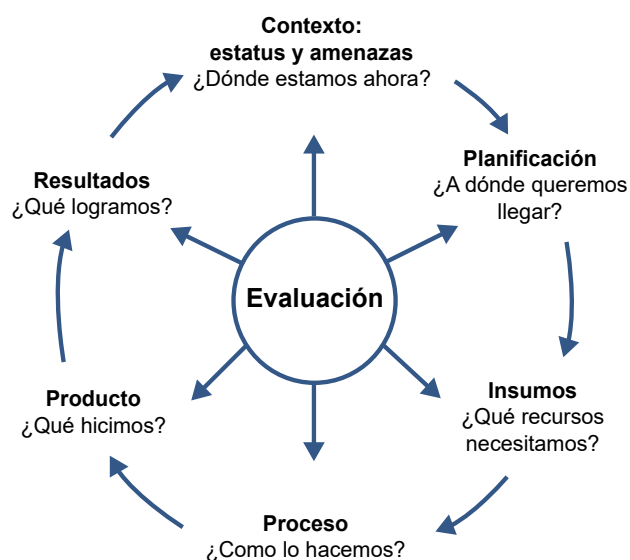 Contexto:
estatus y amenazas
¿Dónde estamos ahora?
Planificación
¿A dónde queremos
llegar?
Insumos
¿Qué recursos
necesitamos?
Proceso
¿Como lo hacemos?
Producto
¿Qué hicimos?
Resultados
¿Qué logramos?
Evaluación